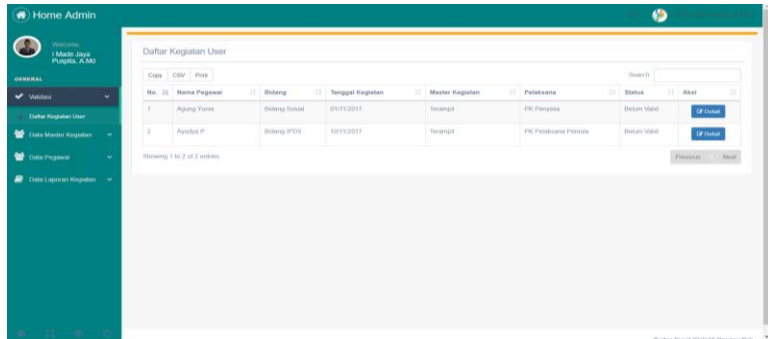 Home Admin
Welcome,
I Made Jaya
Puspita, A.Md
GENERAL
Validasi
Daftar Kegiatan User
Data Master Kegiatan
Data Pegawai
Data Laporan Kegiatan
Daftar Kegiatan User
Copy CSV Print
Search
No. Nama Pegawai Bidang Tanggal Kegiatan Master Kegiatan Pelaksana Status Aksi
1 Agung Yunia Bidang Sosial 01/11/2017 Terampil PK Penyelia Belum Valid Detail
2 Ayudya P Bidang IPDS 10/11/2017 Terampil PK Pelaksana Pemula Belum Valid Detail
Showing 1 to 2 of 2 entries
Previous 1 Next